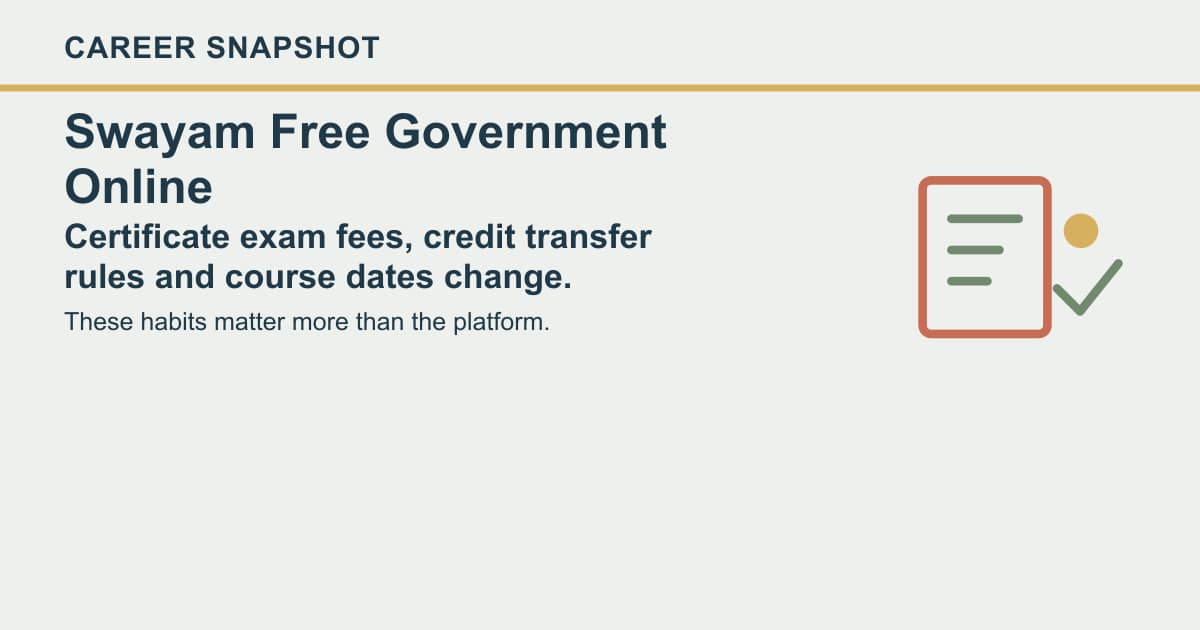 CAREER SNAPSHOT
Swayam Free Government
Online
Certificate exam fees, credit transfer
rules and course dates change.
These habits matter more than the platform.